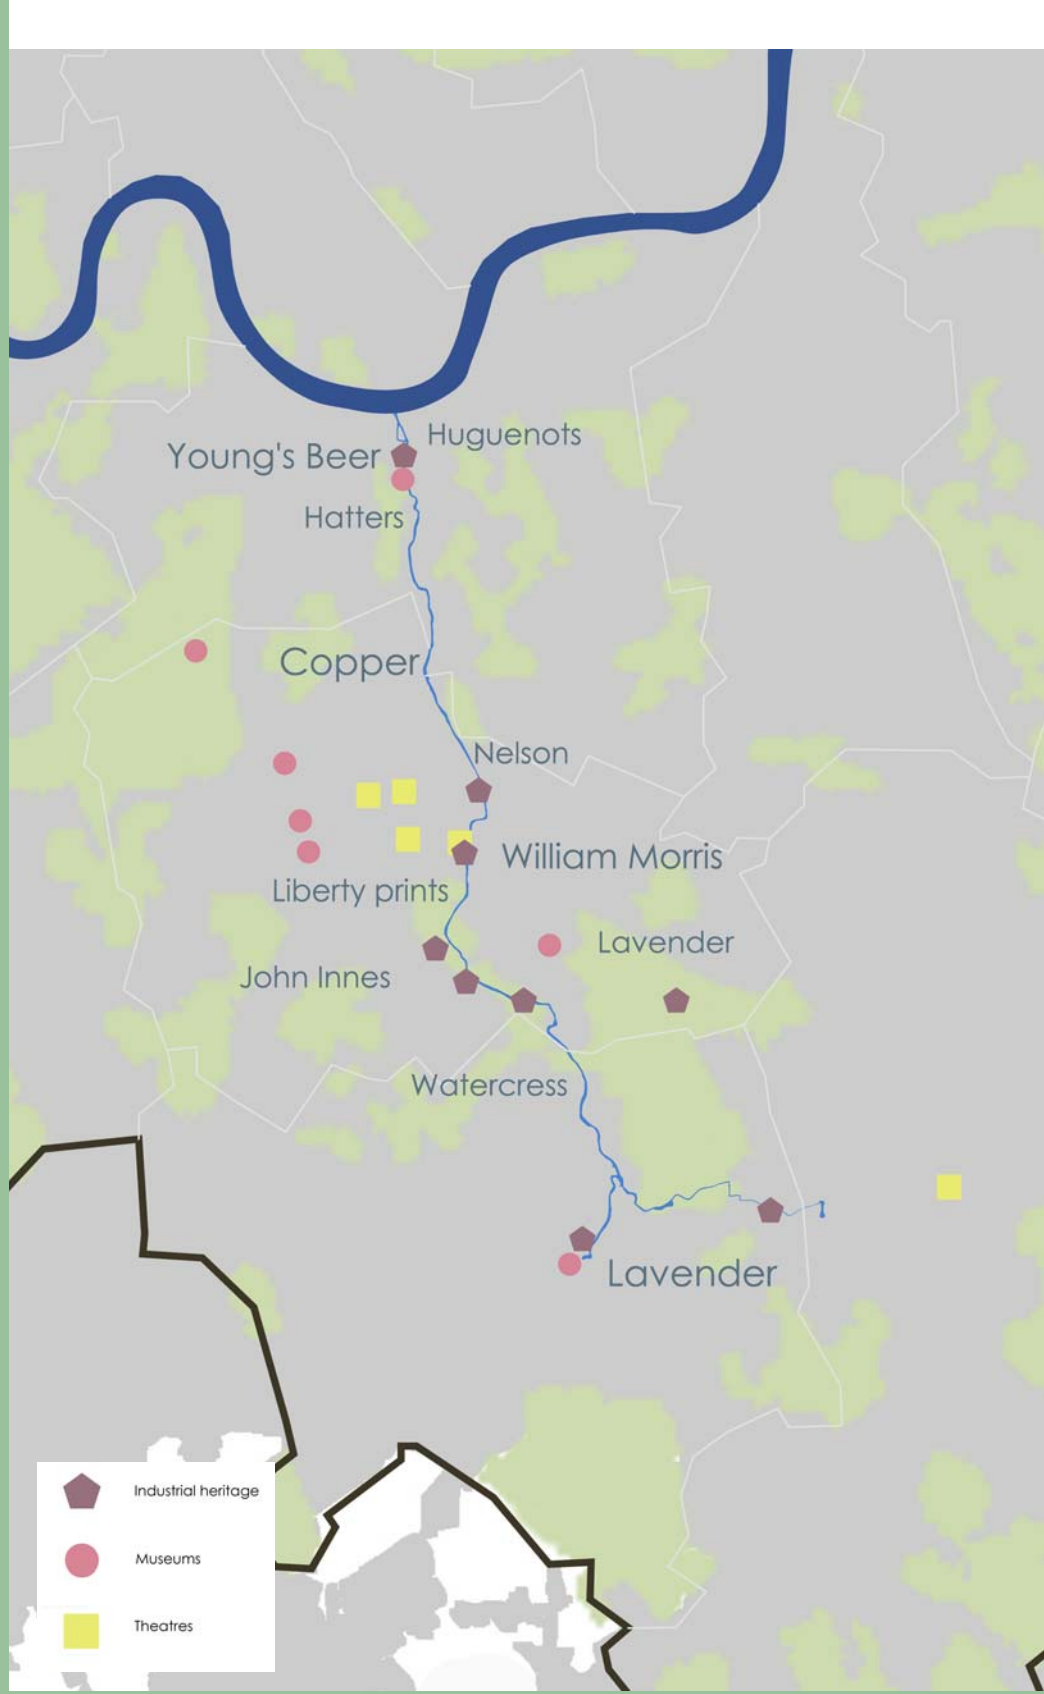 Huguenots
Young's Beer
Hatters
Copper
Nelson
William Morris
Liberty prints
Lavender
John Innes
Watercress
Lavender
Industrial heritage
Museums
Theatres